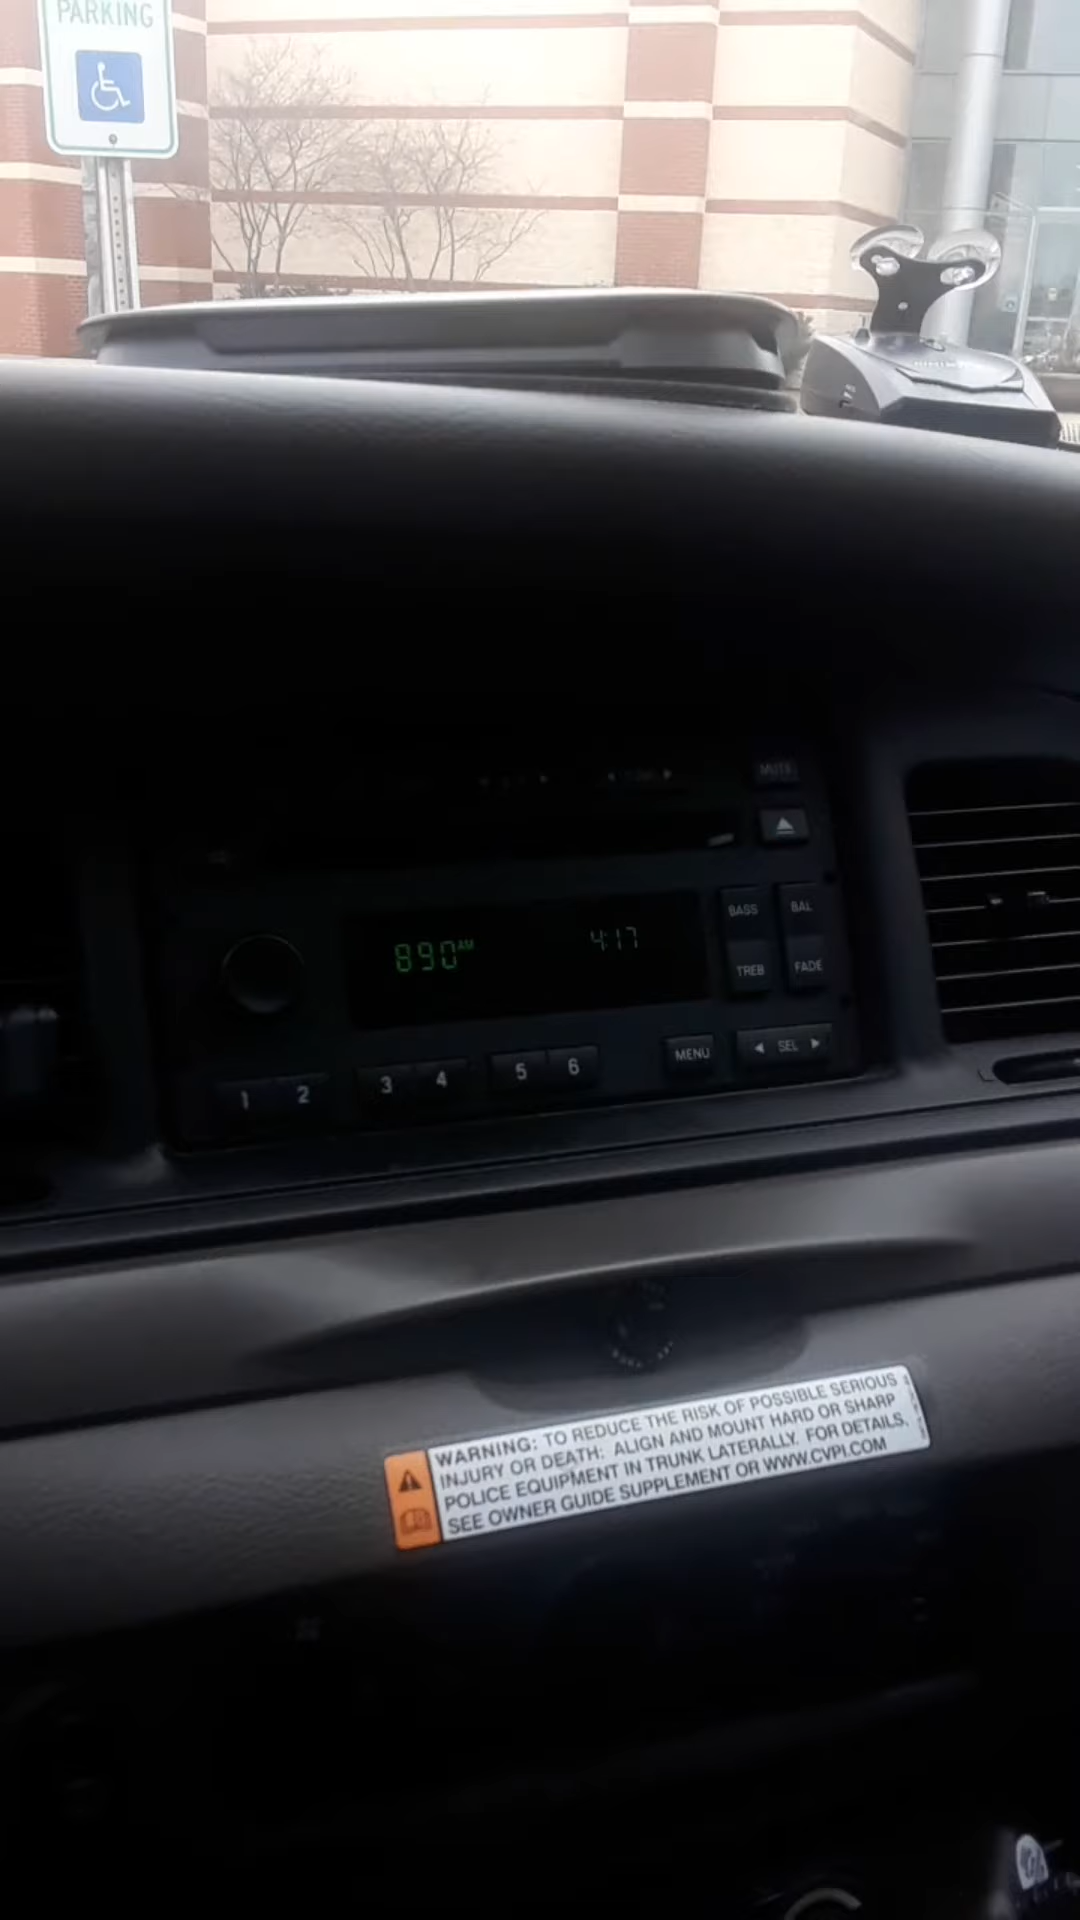 PARKING
MUTE
BASS BAL
890 AM 4:17
TREB FADE
MENU ◄ SEL ►
1 2 3 4 5 6
WARNING: TO REDUCE THE RISK OF POSSIBLE SERIOUS
INJURY OR DEATH: ALIGN AND MOUNT HARD OR SHARP
POLICE EQUIPMENT IN TRUNK LATERALLY. FOR DETAILS,
SEE OWNER GUIDE SUPPLEMENT OR WWW.CVPI.COM